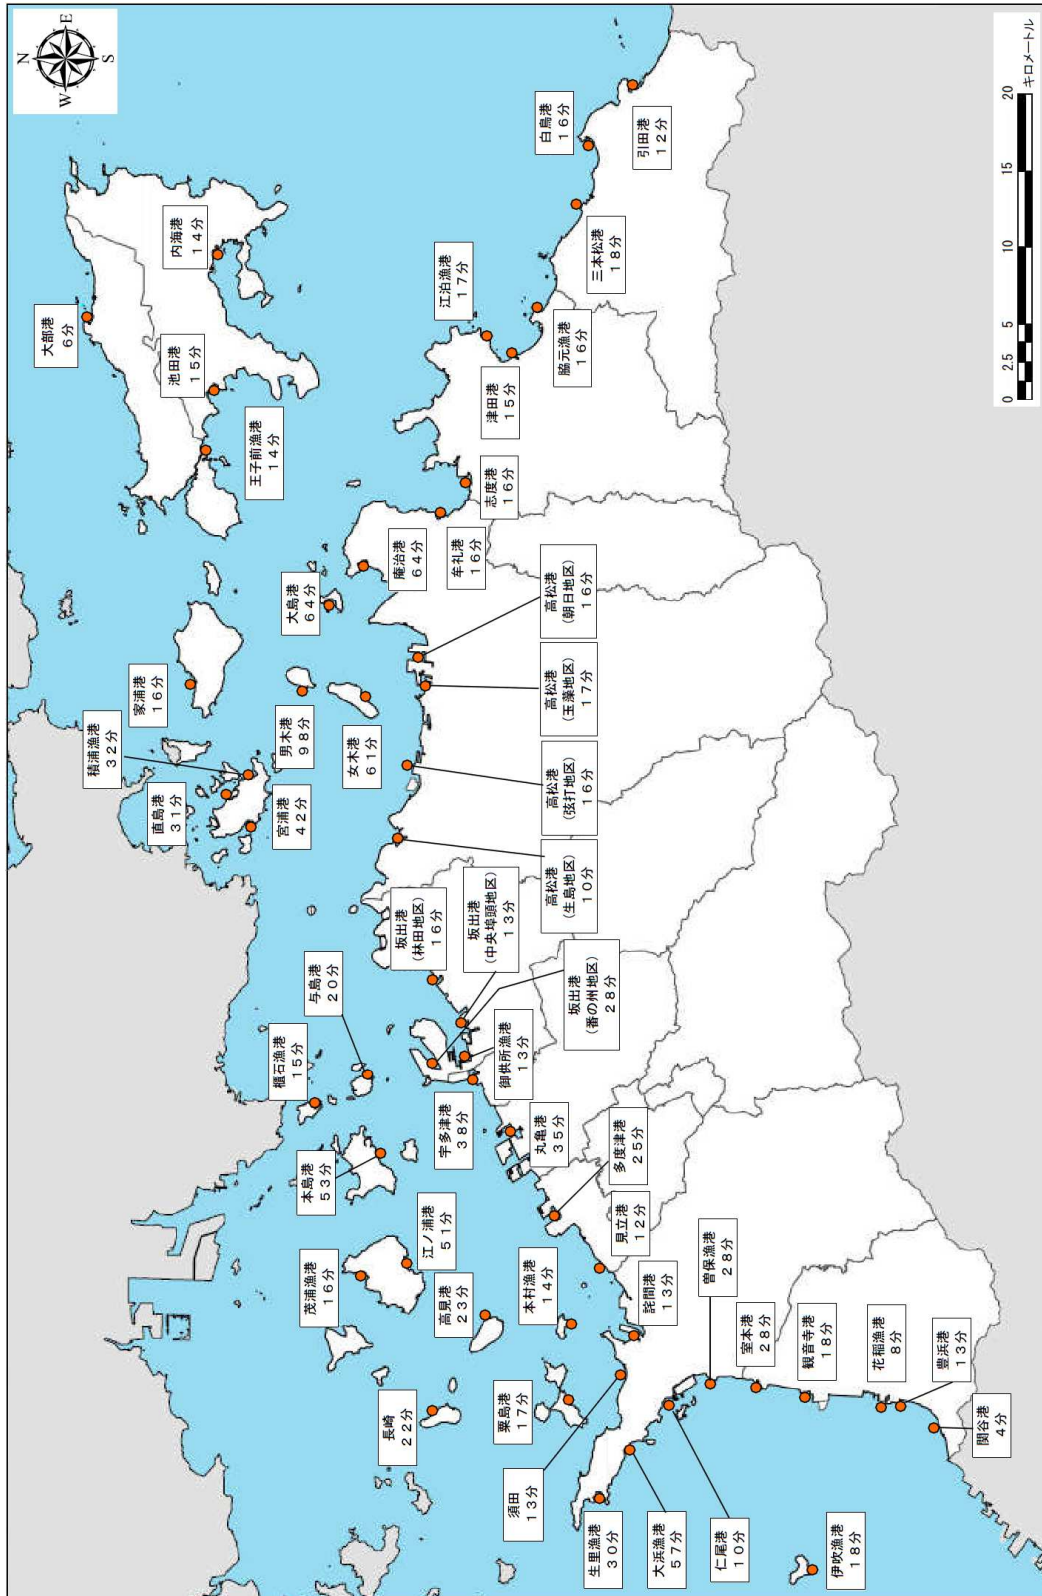 N
E
S
W
大部港
6分
内海港
14分
池田港
15分
王子前漁港
14分
家浦港
16分
積浦漁港
32分
直島港
31分
宮浦港
42分
男木港
98分
女木港
61分
大島港
64分
庵治港
64分
牟礼港
16分
志度港
16分
津田港
15分
江泊漁港
17分
脇元漁港
16分
三本松港
18分
白鳥港
16分
引田港
12分
高松港
(朝日地区)
16分
高松港
(玉藻地区)
17分
高松港
(弦打地区)
16分
高松港
(生島地区)
10分
坂出港
(林田地区)
16分
坂出港
(中央埠頭地区)
13分
坂出港
(番の州地区)
28分
御供所漁港
13分
与島港
20分
櫃石漁港
15分
本島港
53分
宇多津港
38分
丸亀港
35分
多度津港
25分
見立港
12分
詫間港
13分
茂浦漁港
16分
江ノ浦港
51分
高見港
23分
本村漁港
14分
長崎
22分
粟島港
17分
須田
13分
生里漁港
30分
大浜漁港
57分
仁尾港
10分
曽保漁港
28分
室本港
28分
観音寺港
18分
花稲漁港
8分
豊浜港
13分
関谷港
4分
伊吹漁港
18分
0 2.5 5 10 15 20
キロメートル